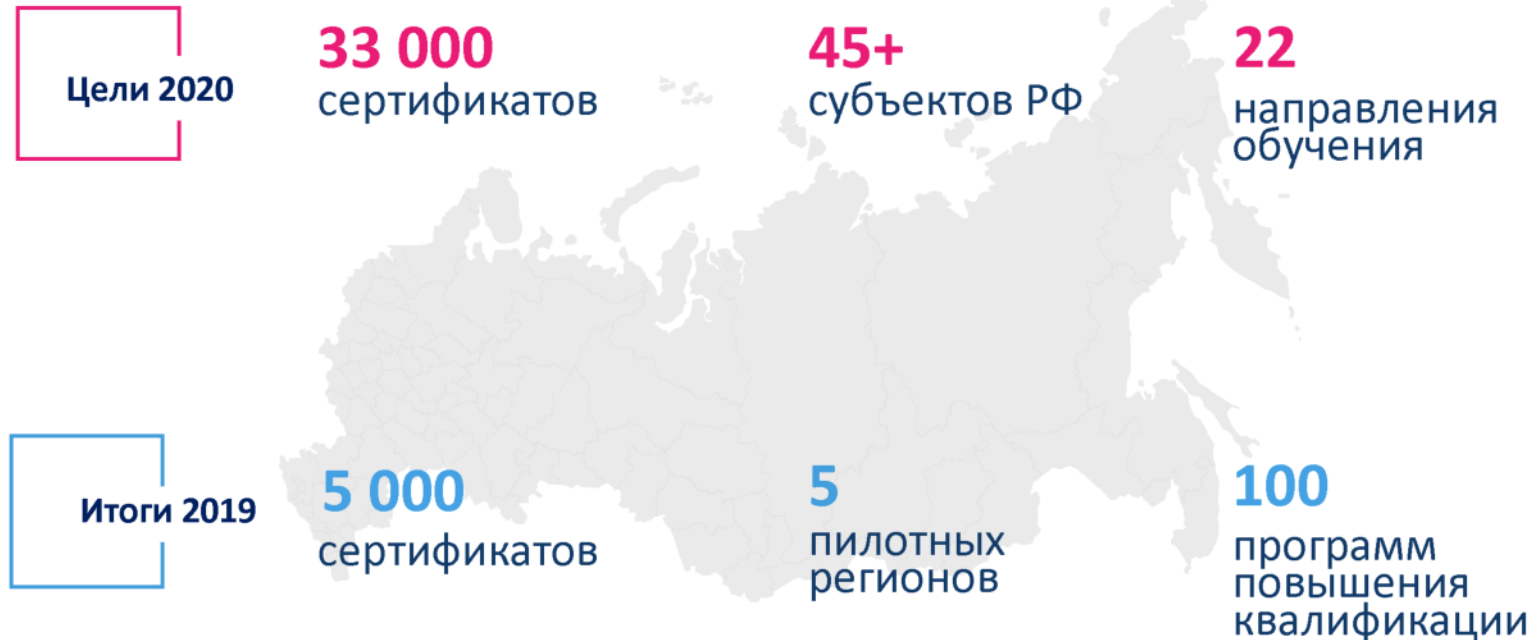 Цели 2020
33 000
сертификатов
45+
субъектов РФ
22
направления
обучения
Итоги 2019
5 000
сертификатов
5
пилотных
регионов
100
программ
повышения
квалификации